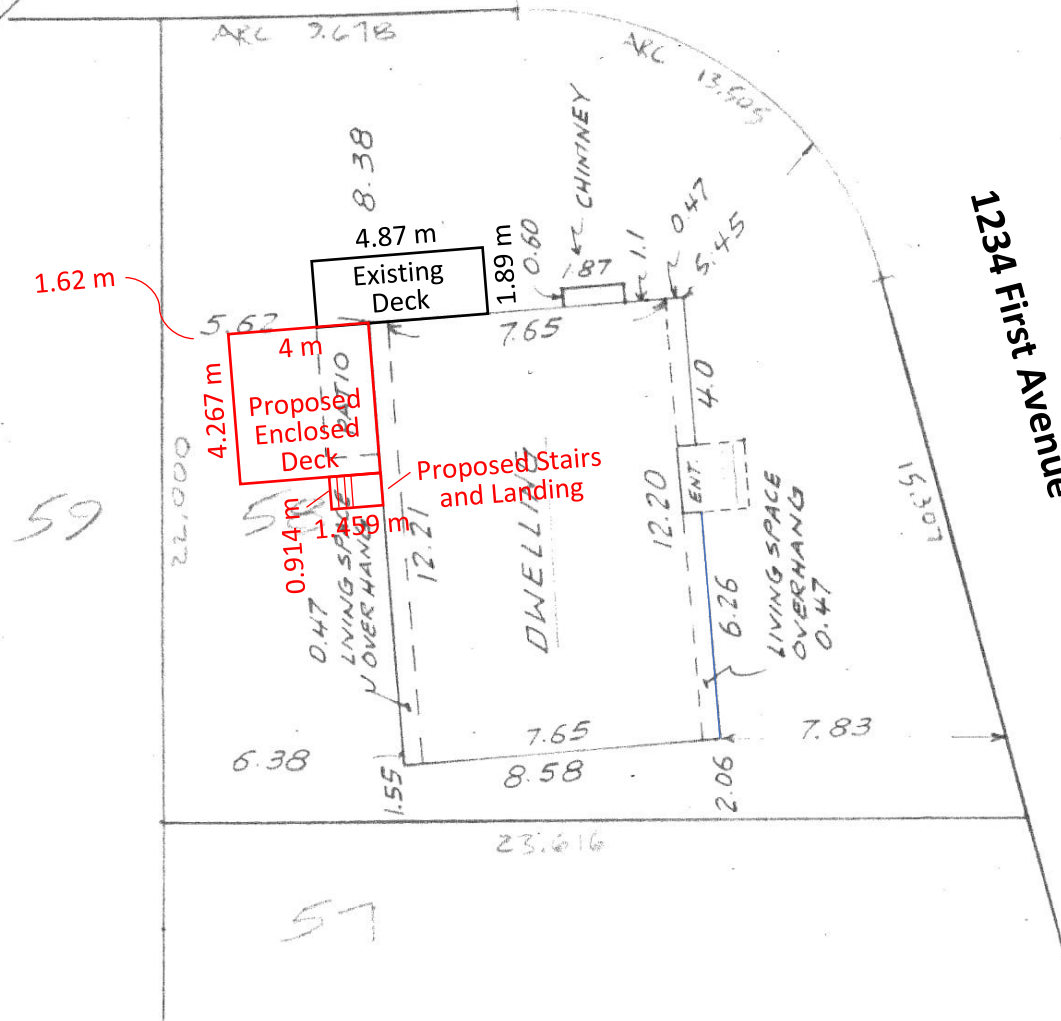 ARC 9.678
ARC 13.505
1234 First Avenue
8.38
CHIMNEY
4.87 m
Existing
Deck
1.89 m
0.60
1.87
1.1
0.47
5.45
1.62 m
5.62
7.65
4 m
PATIO
4.267 m
Proposed
Enclosed
Deck
4.0
Proposed Stairs
and Landing
ENT.
22.000
59
1.459 m
0.914 m
12.21
DWELLING
12.20
15.307
0.47
LIVING SPACE
OVERHANG
6.26
LIVING SPACE
OVERHANG
0.47
6.38
1.55
7.65
8.58
2.06
7.83
23.616
57